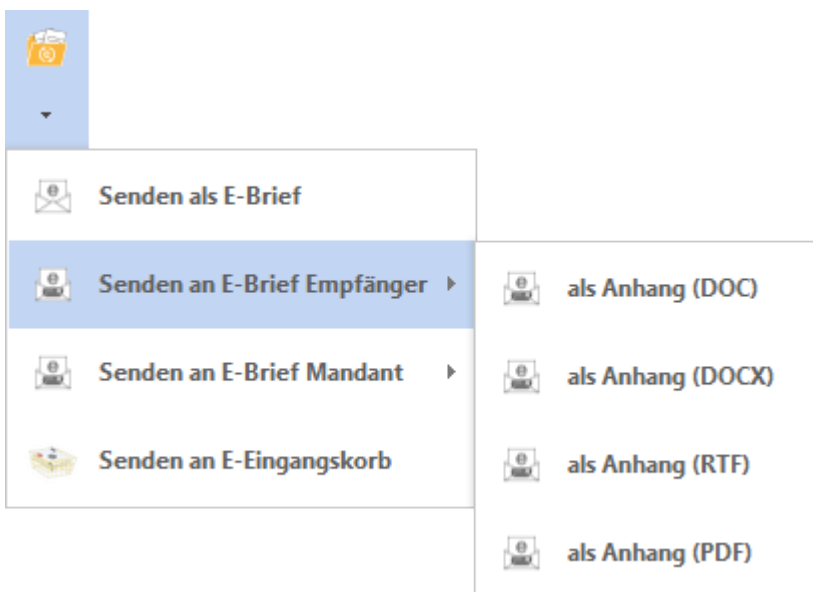 Senden als E-Brief
Senden an E-Brief Empfänger
Senden an E-Brief Mandant
Senden an E-Eingangskorb
als Anhang (DOC)
als Anhang (DOCX)
als Anhang (RTF)
als Anhang (PDF)